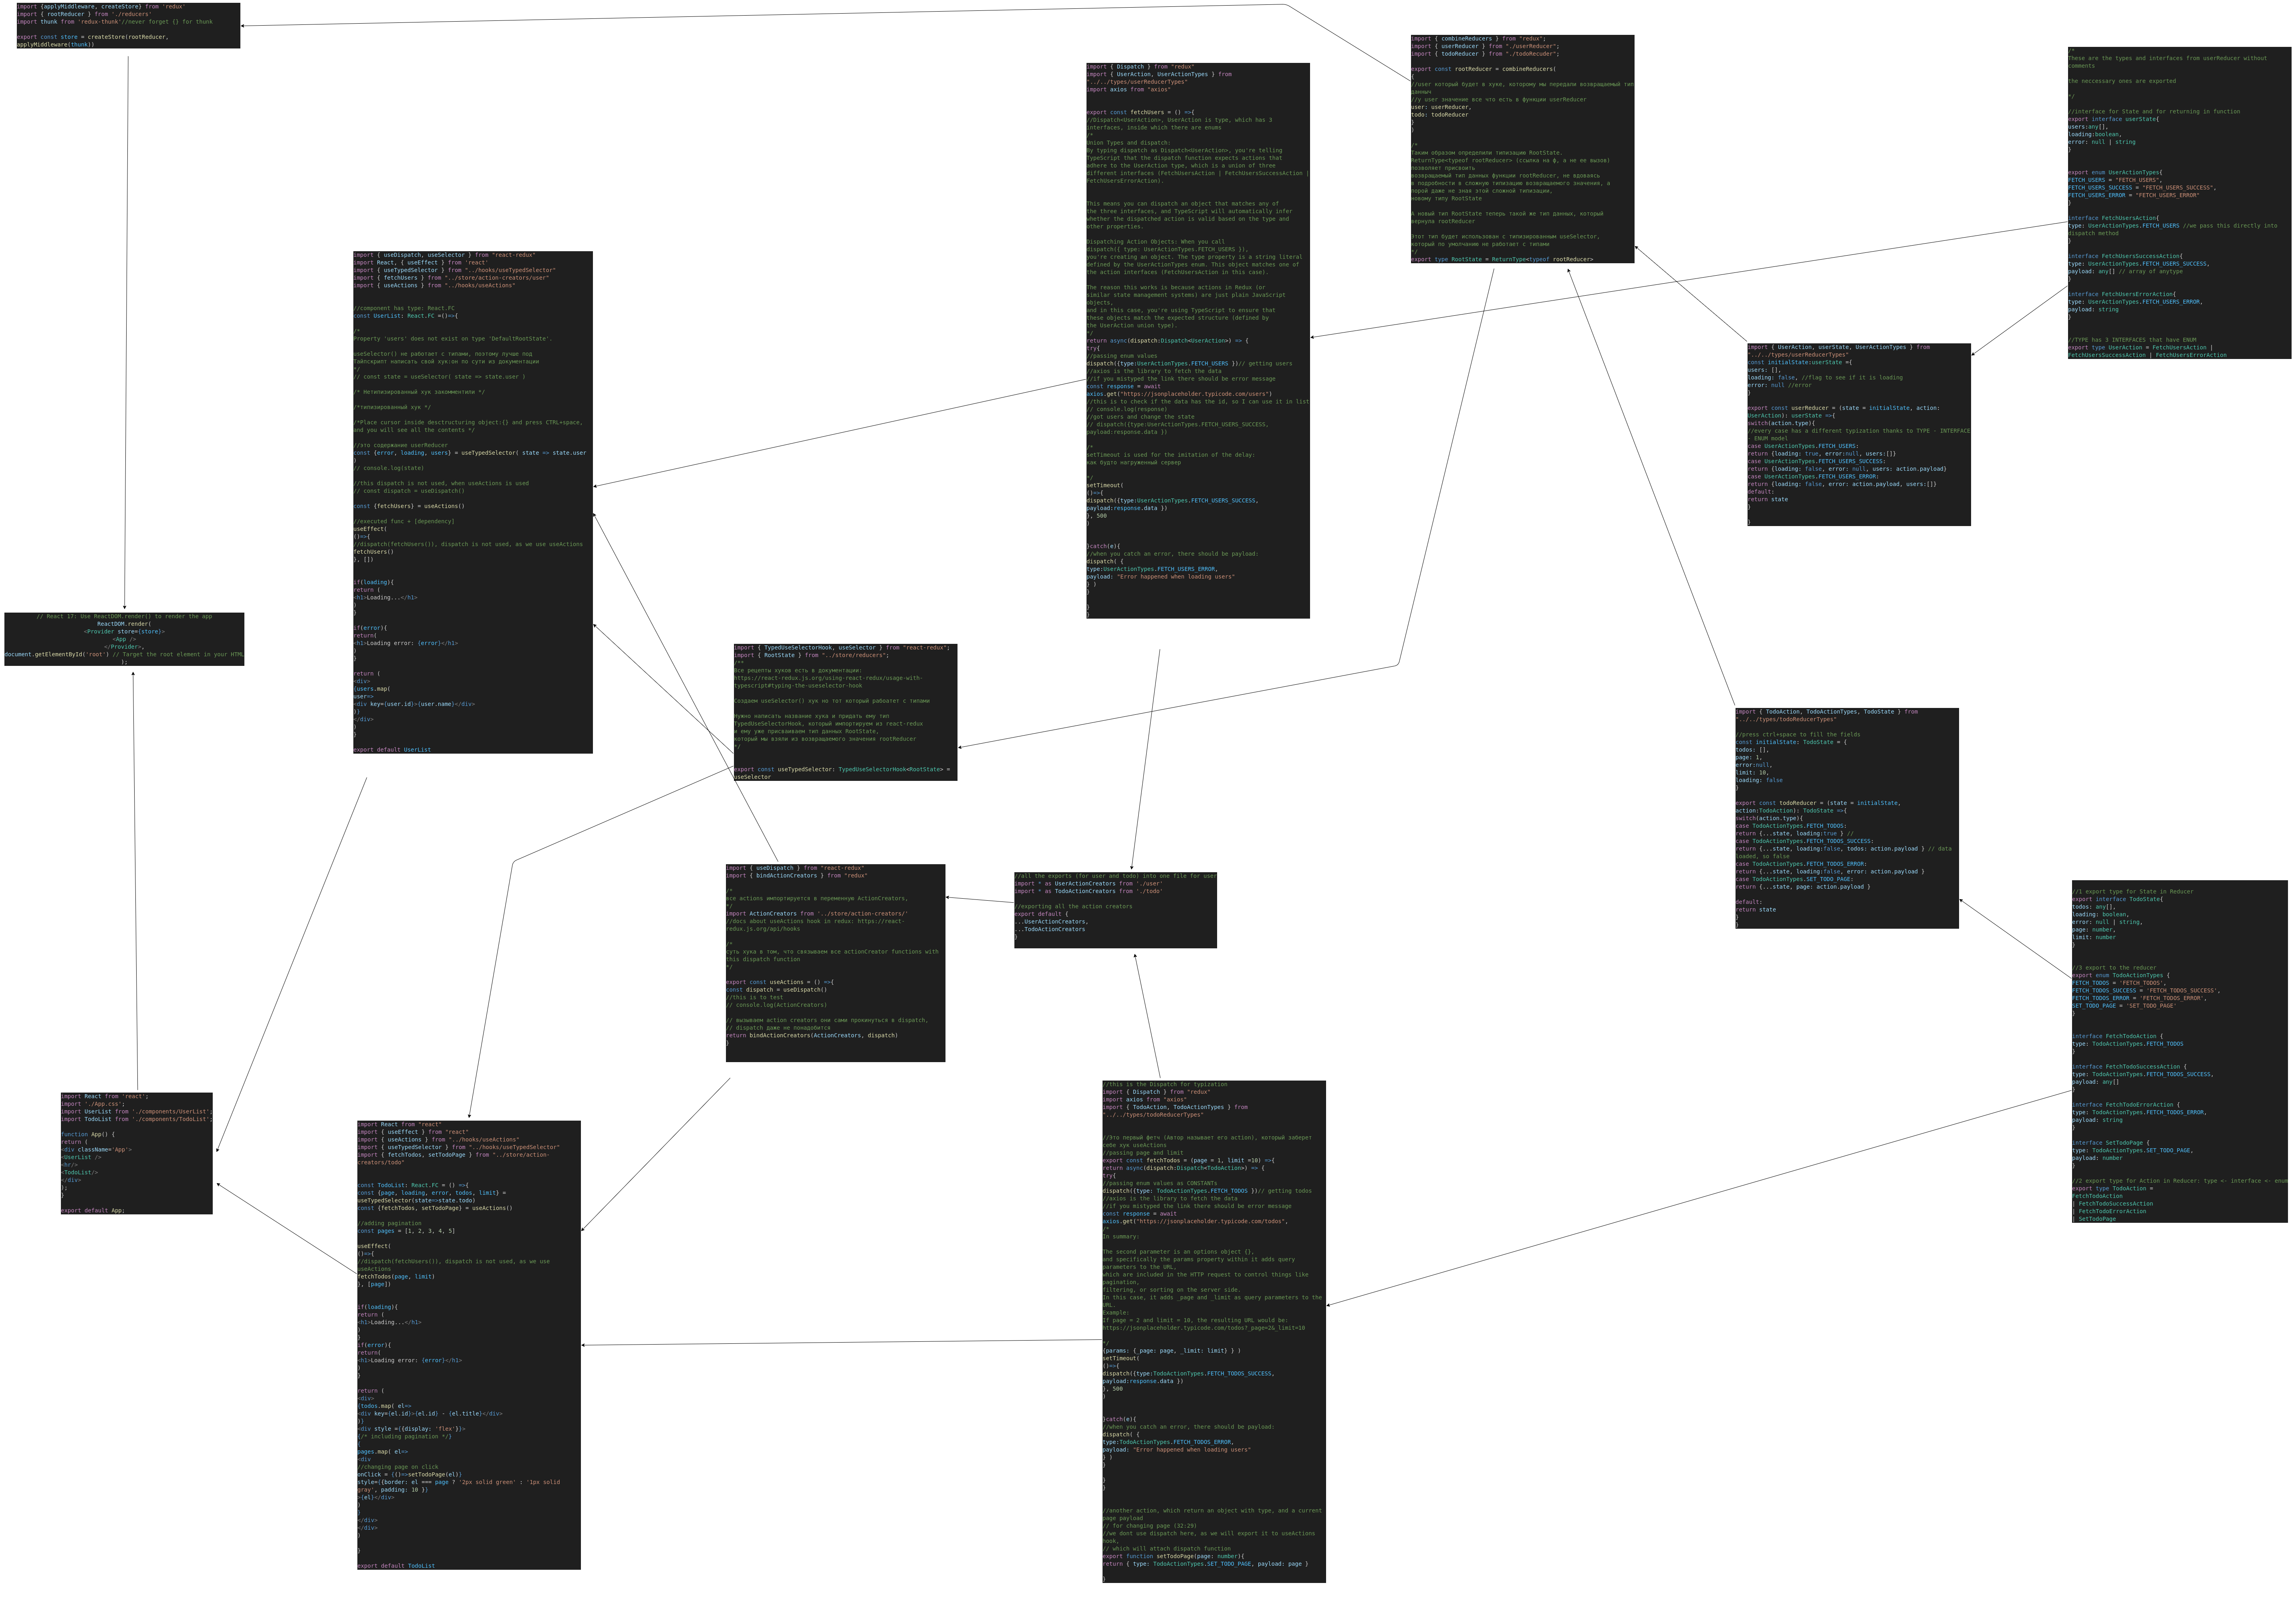 import {applyMiddleware, createStore} from 'redux'
import { rootReducer } from './reducers'
import thunk from 'redux-thunk'//never forget {} for thunk
export const store = createStore(rootReducer,
applyMiddleware(thunk))
// React 17: Use ReactDOM.render() to render the app
ReactDOM.render(
<Provider store={store}>
<App />
</Provider>,
document.getElementById('root') // Target the root element in your HTML
);
import React from 'react';
import './App.css';
import UserList from './components/UserList';
import TodoList from './components/TodoList';
function App() {
return (
<div className='App'>
<UserList />
<hr/>
<TodoList/>
</div>
);
}
export default App;
import { useDispatch, useSelector } from "react-redux"
import React, { useEffect } from 'react'
import { useTypedSelector } from "../hooks/useTypedSelector"
import { fetchUsers } from "../store/action-creators/user"
import { useActions } from "../hooks/useActions"
//component has type: React.FC
const UserList: React.FC =()=>{
/*
Property 'users' does not exist on type 'DefaultRootState'.
useSelector() не работает с типами, поэтому лучше под
Тайпскрипт написать свой хук:он по сути из документации
*/
// const state = useSelector( state => state.user )
/* Нетипизированный хук закомментили */
/*типизированный хук */
/*Place cursor inside desctructuring object:{} and press CTRL+space,
and you will see all the contents */
//это содержание userReducer
const {error, loading, users} = useTypedSelector( state => state.user
)
// console.log(state)
//this dispatch is not used, when useActions is used
// const dispatch = useDispatch()
const {fetchUsers} = useActions()
//executed func + [dependency]
useEffect(
()=>{
//dispatch(fetchUsers()), dispatch is not used, as we use useActions
fetchUsers()
}, [])
if(loading){
return (
<h1>Loading...</h1>
)
}
if(error){
return(
<h1>Loading error: {error}</h1>
)
}
return (
<div>
{users.map(
user=>
<div key={user.id}>{user.name}</div>
)}
</div>
)
}
export default UserList
import React from "react"
import { useEffect } from "react"
import { useActions } from "../hooks/useActions"
import { useTypedSelector } from "../hooks/useTypedSelector"
import { fetchTodos, setTodoPage } from "../store/action-
creators/todo"
const TodoList: React.FC = () =>{
const {page, loading, error, todos, limit} =
useTypedSelector(state=>state.todo)
const {fetchTodos, setTodoPage} = useActions()
//adding pagination
const pages = [1, 2, 3, 4, 5]
useEffect(
()=>{
//dispatch(fetchUsers()), dispatch is not used, as we use
useActions
fetchTodos(page, limit)
}, [page])
if(loading){
return (
<h1>Loading...</h1>
)
}
if(error){
return(
<h1>Loading error: {error}</h1>
)
}
return (
<div>
{todos.map( el=>
<div key={el.id}>{el.id} - {el.title}</div>
)}
<div style ={{display: 'flex'}}>
{/* including pagination */}
{
pages.map( el=>
<div
//changing page on click
onClick = {()=>setTodoPage(el)}
style={{border: el === page ? '2px solid green' : '1px solid
gray', padding: 10 }}
>{el}</div>
)
}
</div>
</div>
)
}
export default TodoList
import { TypedUseSelectorHook, useSelector } from "react-redux";
import { RootState } from "../store/reducers";
/**
Все рецепты хуков есть в документации:
https://react-redux.js.org/using-react-redux/usage-with-
typescript#typing-the-useselector-hook
Создаем useSelector() хук но тот который рабоатет с типами
Нужно написать название хука и придать ему тип
TypedUseSelectorHook, который импортируем из react-redux
и ему уже присваиваем тип данных RootState,
который мы взяли из возвращаемого значения rootReducer
*/
export const useTypedSelector: TypedUseSelectorHook<RootState> =
useSelector
import { useDispatch } from "react-redux"
import { bindActionCreators } from "redux"
/*
все actions импортируется в переменную ActionCreators,
*/
import ActionCreators from '../store/action-creators/'
//docs about useActions hook in redux: https://react-
redux.js.org/api/hooks
/*
суть хука в том, что связываем все actionCreator functions with
this dispatch function
*/
export const useActions = () =>{
const dispatch = useDispatch()
//this is to test
// console.log(ActionCreators)
// вызываем action creators они сами прокинуться в dispatch,
// dispatch даже не понадобится
return bindActionCreators(ActionCreators, dispatch)
}
//all the exports (for user and todo) into one file for user
import * as UserActionCreators from './user'
import * as TodoActionCreators from './todo'
//exporting all the action creators
export default {
...UserActionCreators,
...TodoActionCreators
}
import { Dispatch } from "redux"
import { UserAction, UserActionTypes } from
"../../types/userReducerTypes"
import axios from "axios"
export const fetchUsers = () =>{
//Dispatch<UserAction>, UserAction is type, which has 3
interfaces, inside which there are enums
/*
Union Types and dispatch:
By typing dispatch as Dispatch<UserAction>, you're telling
TypeScript that the dispatch function expects actions that
adhere to the UserAction type, which is a union of three
different interfaces (FetchUsersAction | FetchUsersSuccessAction |
FetchUsersErrorAction).
This means you can dispatch an object that matches any of
the three interfaces, and TypeScript will automatically infer
whether the dispatched action is valid based on the type and
other properties.
Dispatching Action Objects: When you call
dispatch({ type: UserActionTypes.FETCH_USERS }),
you're creating an object. The type property is a string literal
defined by the UserActionTypes enum. This object matches one of
the action interfaces (FetchUsersAction in this case).
The reason this works is because actions in Redux (or
similar state management systems) are just plain JavaScript
objects,
and in this case, you're using TypeScript to ensure that
these objects match the expected structure (defined by
the UserAction union type).
*/
return async(dispatch:Dispatch<UserAction>) => {
try{
//passing enum values
dispatch({type:UserActionTypes.FETCH_USERS })// getting users
//axios is the library to fetch the data
//if you mistyped the link there should be error message
const response = await
axios.get("https://jsonplaceholder.typicode.com/users")
//this is to check if the data has the id, so I can use it in list
// console.log(response)
//got users and change the state
// dispatch({type:UserActionTypes.FETCH_USERS_SUCCESS,
payload:response.data })
/*
setTimeout is used for the imitation of the delay:
как будто нагруженный сервер
*/
setTimeout(
()=>{
dispatch({type:UserActionTypes.FETCH_USERS_SUCCESS,
payload:response.data })
}, 500
)
}catch(e){
//when you catch an error, there should be payload:
dispatch( {
type:UserActionTypes.FETCH_USERS_ERROR,
payload: "Error happened when loading users"
} )
}
}
}
//this is the Dispatch for typization
import { Dispatch } from "redux"
import axios from "axios"
import { TodoAction, TodoActionTypes } from
"../../types/todoReducerTypes"
//Это первый фетч (Автор называет его action), который заберет
себе хук useActions
//passing page and limit
export const fetchTodos = (page = 1, limit =10) =>{
return async(dispatch:Dispatch<TodoAction>) => {
try{
//passing enum values as CONSTANTs
dispatch({type: TodoActionTypes.FETCH_TODOS })// getting todos
//axios is the library to fetch the data
//if you mistyped the link there should be error message
const response = await
axios.get("https://jsonplaceholder.typicode.com/todos",
/*
In summary:
The second parameter is an options object {},
and specifically the params property within it adds query
parameters to the URL,
which are included in the HTTP request to control things like
pagination,
filtering, or sorting on the server side.
In this case, it adds _page and _limit as query parameters to the
URL.
Example:
If page = 2 and limit = 10, the resulting URL would be:
https://jsonplaceholder.typicode.com/todos?_page=2&_limit=10
*/
{params: {_page: page, _limit: limit} } )
setTimeout(
()=>{
dispatch({type:TodoActionTypes.FETCH_TODOS_SUCCESS,
payload:response.data })
}, 500
)
}catch(e){
//when you catch an error, there should be payload:
dispatch( {
type:TodoActionTypes.FETCH_TODOS_ERROR,
payload: "Error happened when loading users"
} )
}
}
}
//another action, which return an object with type, and a current
page payload
// for changing page (32:29)
//we dont use dispatch here, as we will export it to useActions
hook,
// which will attach dispatch function
export function setTodoPage(page: number){
return { type: TodoActionTypes.SET_TODO_PAGE, payload: page }
}
import { combineReducers } from "redux";
import { userReducer } from "./userReducer";
import { todoReducer } from "./todoRecuder";
export const rootReducer = combineReducers(
{
//user который будет в хуке, которому мы передали возвращаемый тип
данныч
//у user значение все что есть в функции userReducer
user: userReducer,
todo: todoReducer
}
)
/*
Таким образом определили типизацию RootState.
ReturnType<typeof rootReducer> (ссылка на ф, а не ее вызов)
позволяет присвоить
возвращаемый тип данных функции rootReducer, не вдоваясь
в подробности в сложную типизацию возвращаемого значения, а
порой даже не зная этой сложной типизации,
новому типу RootState
А новый тип RootState теперь такой же тип данных, который
вернула rootReducer
Этот тип будет использован с типизированным useSelector,
который по умолчанию не работает с типами
*/
export type RootState = ReturnType<typeof rootReducer>
import { UserAction, userState, UserActionTypes } from
"../../types/userReducerTypes"
const initialState:userState ={
users: [],
loading: false, //flag to see if it is loading
error: null //error
}
export const userReducer = (state = initialState, action:
UserAction): userState =>{
switch(action.type){
//every case has a different typization thanks to TYPE - INTERFACE
- ENUM model
case UserActionTypes.FETCH_USERS:
return {loading: true, error:null, users:[]}
case UserActionTypes.FETCH_USERS_SUCCESS:
return {loading: false, error: null, users: action.payload}
case UserActionTypes.FETCH_USERS_ERROR:
return {loading: false, error: action.payload, users:[]}
default:
return state
}
}
import { TodoAction, TodoActionTypes, TodoState } from
"../../types/todoReducerTypes"
//press ctrl+space to fill the fields
const initialState: TodoState = {
todos: [],
page: 1,
error:null,
limit: 10,
loading: false
}
export const todoReducer = (state = initialState,
action:TodoAction): TodoState =>{
switch(action.type){
case TodoActionTypes.FETCH_TODOS:
return {...state, loading:true } //
case TodoActionTypes.FETCH_TODOS_SUCCESS:
return {...state, loading:false, todos: action.payload } // data
loaded, so false
case TodoActionTypes.FETCH_TODOS_ERROR:
return {...state, loading:false, error: action.payload }
case TodoActionTypes.SET_TODO_PAGE:
return {...state, page: action.payload }
default:
return state
}
}
/*
These are the types and interfaces from userReducer without
comments
the neccessary ones are exported
*/
//interface for State and for returning in function
export interface userState{
users:any[],
loading:boolean,
error: null | string
}
export enum UserActionTypes{
FETCH_USERS = "FETCH_USERS",
FETCH_USERS_SUCCESS = "FETCH_USERS_SUCCESS",
FETCH_USERS_ERROR = "FETCH_USERS_ERROR"
}
interface FetchUsersAction{
type: UserActionTypes.FETCH_USERS //we pass this directly into
dispatch method
}
interface FetchUsersSuccessAction{
type: UserActionTypes.FETCH_USERS_SUCCESS,
payload: any[] // array of anytype
}
interface FetchUsersErrorAction{
type: UserActionTypes.FETCH_USERS_ERROR,
payload: string
}
//TYPE has 3 INTERFACES that have ENUM
export type UserAction = FetchUsersAction |
FetchUsersSuccessAction | FetchUsersErrorAction
//1 export type for State in Reducer
export interface TodoState{
todos: any[],
loading: boolean,
error: null | string,
page: number,
limit: number
}
//3 export to the reducer
export enum TodoActionTypes {
FETCH_TODOS = 'FETCH_TODOS',
FETCH_TODOS_SUCCESS = 'FETCH_TODOS_SUCCESS',
FETCH_TODOS_ERROR = 'FETCH_TODOS_ERROR',
SET_TODO_PAGE = 'SET_TODO_PAGE'
}
interface FetchTodoAction {
type: TodoActionTypes.FETCH_TODOS
}
interface FetchTodoSuccessAction {
type: TodoActionTypes.FETCH_TODOS_SUCCESS,
payload: any[]
}
interface FetchTodoErrorAction {
type: TodoActionTypes.FETCH_TODOS_ERROR,
payload: string
}
interface SetTodoPage {
type: TodoActionTypes.SET_TODO_PAGE,
payload: number
}
//2 export type for Action in Reducer: type <- interface <- enum
export type TodoAction =
FetchTodoAction
| FetchTodoSuccessAction
| FetchTodoErrorAction
| SetTodoPage